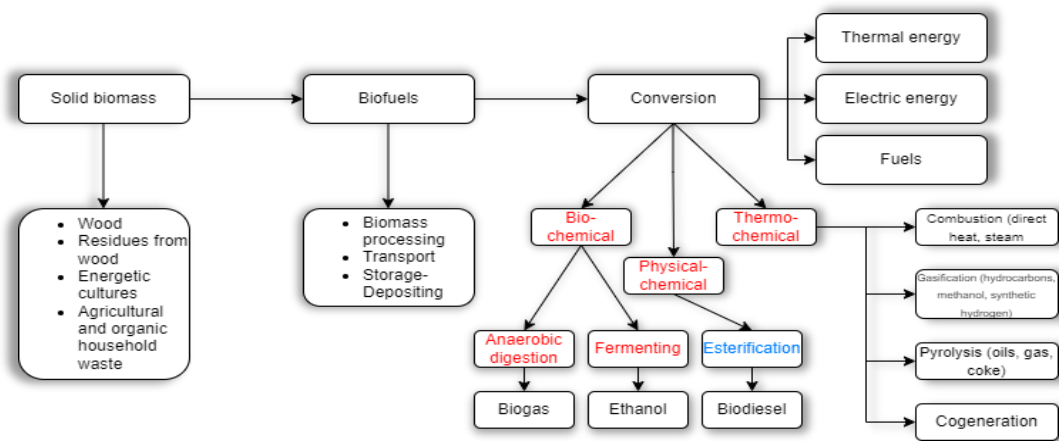 Thermal energy
Solid biomass
Biofuels
Conversion
Electric energy
Fuels
• Wood
• Residues from
wood
• Energetic
cultures
• Agricultural
and organic
household
waste
• Biomass
processing
• Transport
• Storage-
Depositing
Bio-
chemical
Physical-
chemical
Thermo-
chemical
Combustion (direct
heat, steam
Gasification (hydrocarbons,
methanol, synthetic
hydrogen)
Pyrolysis (oils, gas,
coke)
Cogeneration
Anaerobic
digestion
Fermenting
Esterification
Biogas
Ethanol
Biodiesel